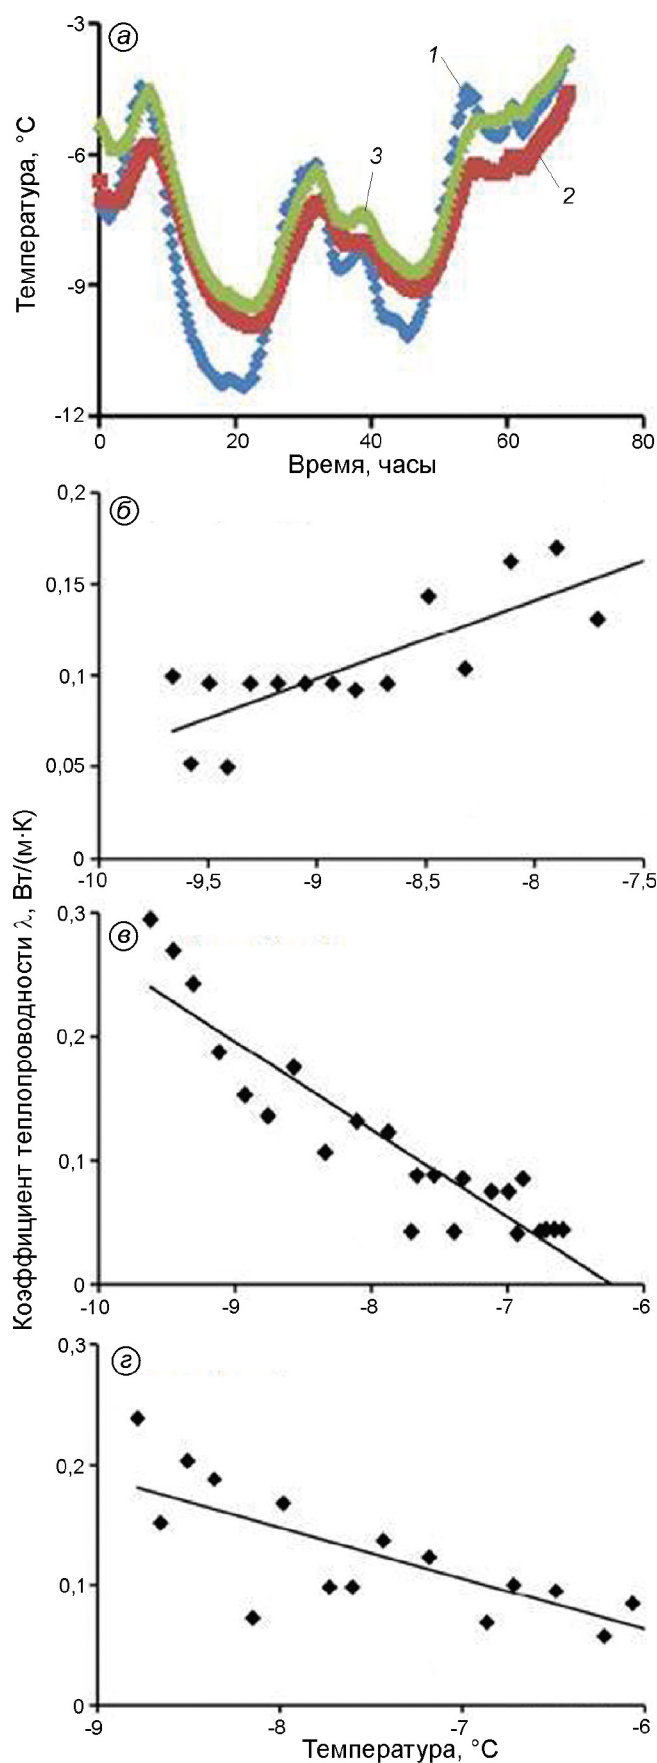 -3
а
1
Температура, °C
-6
3
2
-9
-12
0 20 40 60 80
Время, часы
0,2
б
0,15
0,1
0,05
0
-10 -9,5 -9 -8,5 -8 -7,5
Коэффициент теплопроводности λ, Вт/(м·К)
0,3
в
0,2
0,1
0
-10 -9 -8 -7 -6
0,3
г
0,2
0,1
0
-9 -8 -7 -6
Температура, °C